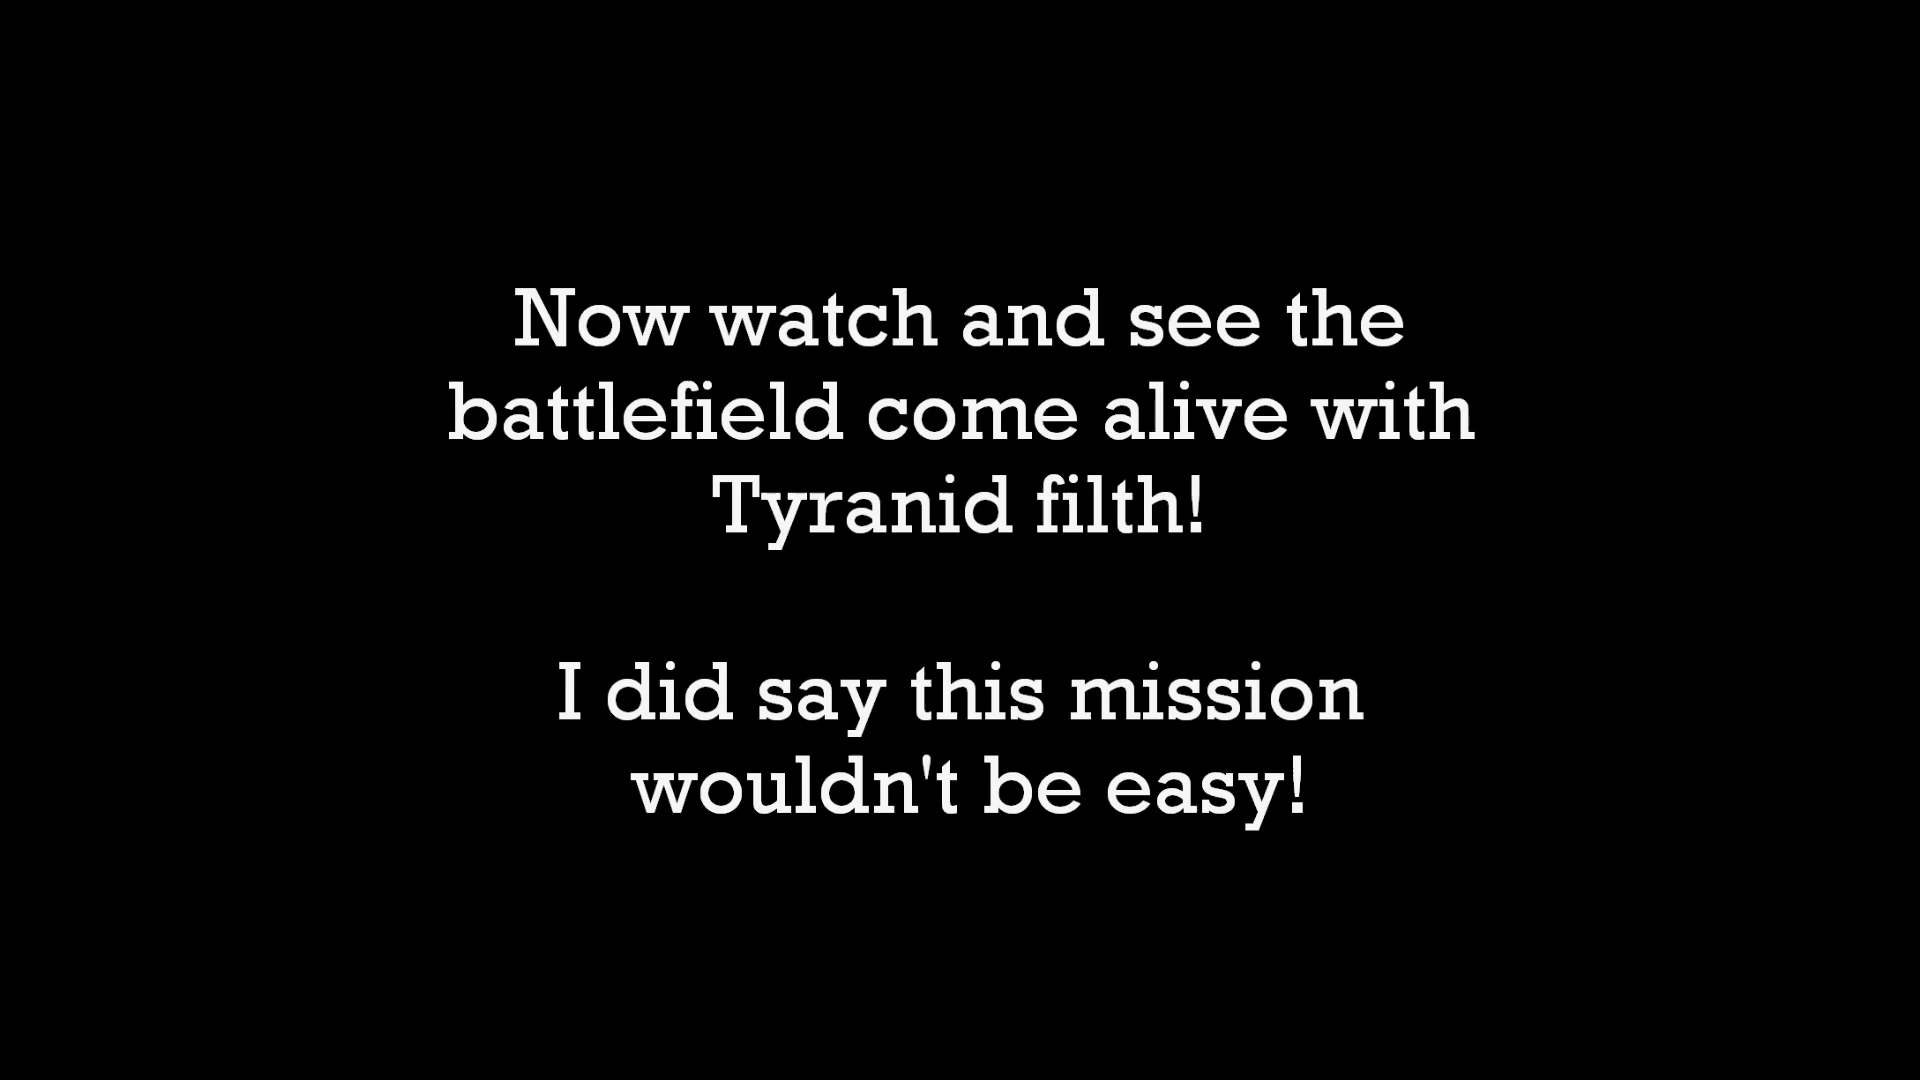 Now watch and see the
battlefield come alive with
Tyranid filth!
I did say this mission
wouldn't be easy!